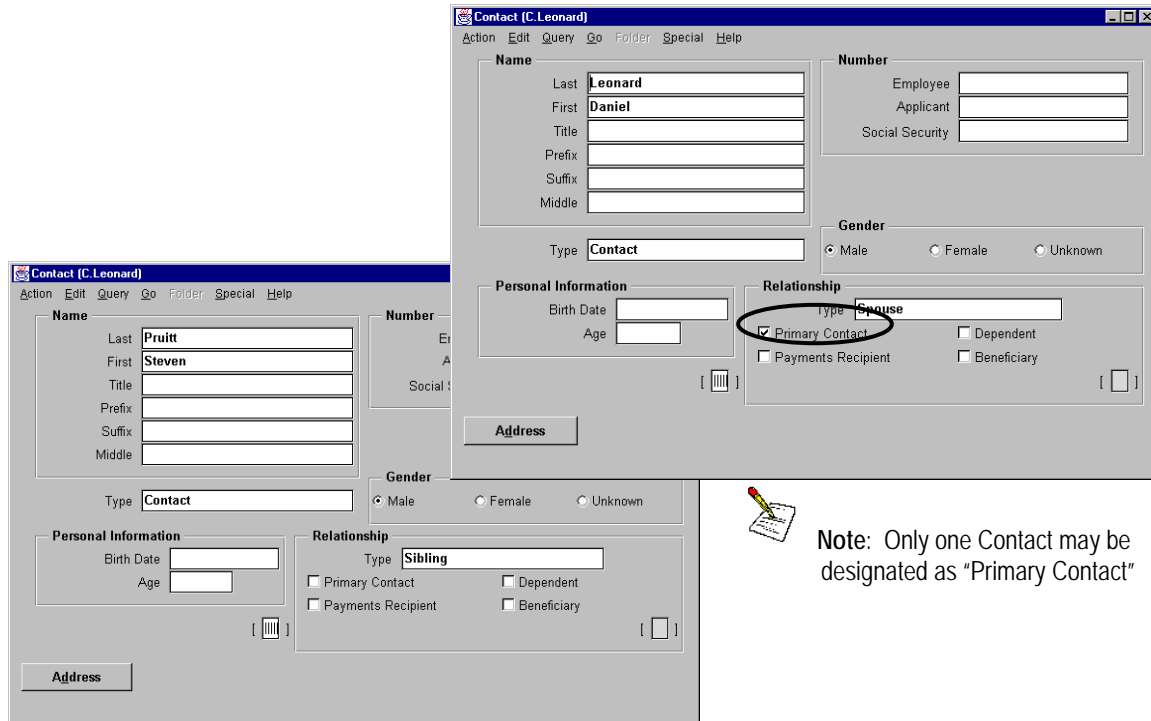 Contact (C.Leonard)
Action Edit Query Go Folder Special Help
Name
Last Leonard
First Daniel
Title
Prefix
Suffix
Middle
Number
Employee
Applicant
Social Security
Type Contact
Gender
Male Female Unknown
Personal Information
Birth Date
Age
[ ]
Relationship
Type Spouse
Primary Contact Dependent
Payments Recipient Beneficiary
[ ]
Address
Contact (C.Leonard)
Action Edit Query Go Folder Special Help
Name
Last Pruitt
First Steven
Title
Prefix
Suffix
Middle
Number
Social
Type Contact
Gender
Male Female Unknown
Personal Information
Birth Date
Age
[ ]
Relationship
Type Sibling
Primary Contact Dependent
Payments Recipient Beneficiary
[ ]
Address
Note: Only one Contact may be
designated as “Primary Contact”